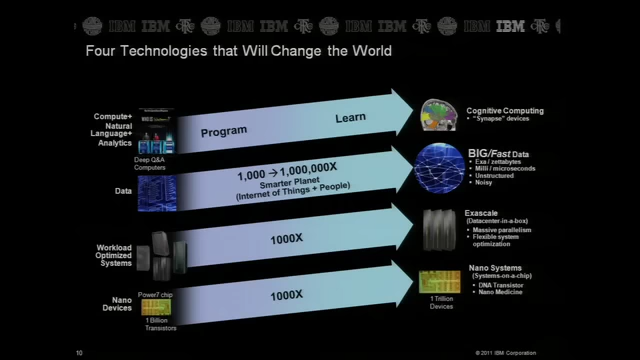 IBM IBM IBM IBM IBM
Four Technologies that Will Change the World
Compute+
Natural
Language+
Analytics
Deep Q&A
Computers
Program
Learn
Cognitive Computing
• "Synapse" devices
Data
1,000 → 1,000,000X
Smarter Planet
(Internet of Things + People)
BIG/Fast Data
• Exa / zettabytes
• Milli / microseconds
• Unstructured
• Noisy
Workload
Optimized
Systems
1000X
Exascale
(Datacenter-in-a-box)
• Massive parallelism
• Flexible system
optimization
Nano
Devices
Power7 chip
1 Billion
Transistors
1000X
1 Trillion
Devices
Nano Systems
(Systems-on-a-chip)
• DNA Transistor
• Nano Medicine
10
© 2011 IBM Corporation